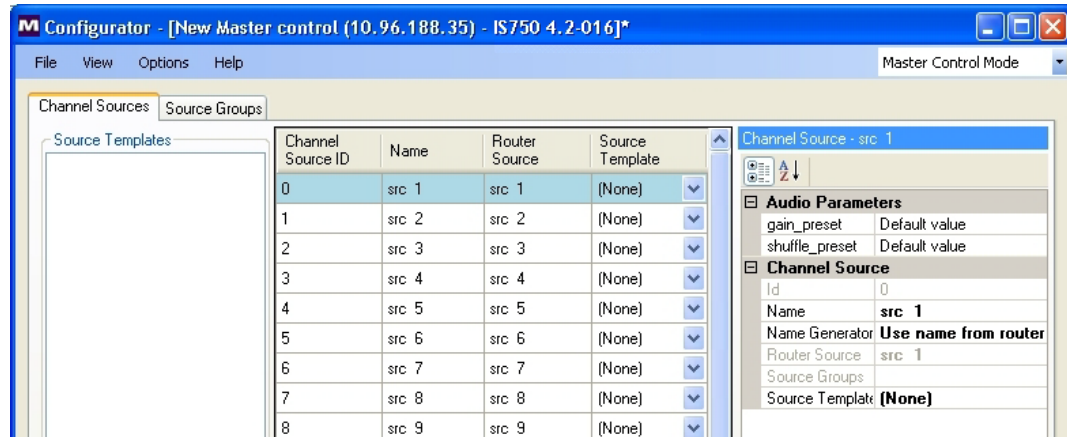 M Configurator - [New Master control (10.96.188.35) - IS750 4.2-016]*
File View Options Help Master Control Mode
Channel Sources Source Groups
Source Templates
Channel Source ID Name Router Source Source Template
0 src 1 src 1 (None)
1 src 2 src 2 (None)
2 src 3 src 3 (None)
3 src 4 src 4 (None)
4 src 5 src 5 (None)
5 src 6 src 6 (None)
6 src 7 src 7 (None)
7 src 8 src 8 (None)
8 src 9 src 9 (None)
Channel Source - src 1
Audio Parameters
gain_preset Default value
shuffle_preset Default value
Channel Source
Id 0
Name src 1
Name Generator Use name from router
Router Source src 1
Source Groups
Source Template (None)